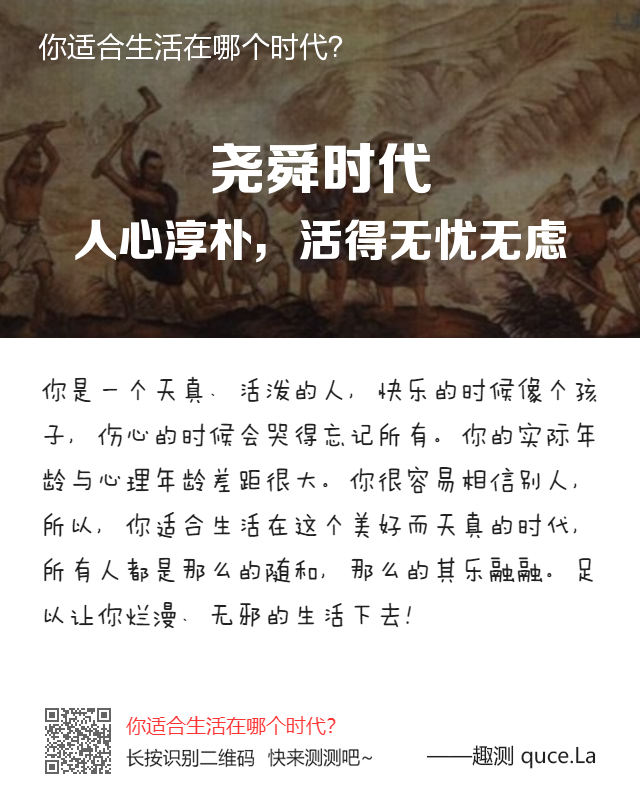 你适合生活在哪个时代？
尧舜时代
人心淳朴，活得无忧无虑
你是一个天真、活泼的人，快乐的时候像个孩
子，伤心的时候会哭得忘记所有。你的实际年
龄与心理年龄差距很大。你很容易相信别人，
所以，你适合生活在这个美好而天真的时代，
所有人都是那么的随和，那么的其乐融融。足
以让你烂漫、无邪的生活下去！
你适合生活在哪个时代？
长按识别二维码 快来测测吧~
——趣测 quce.La